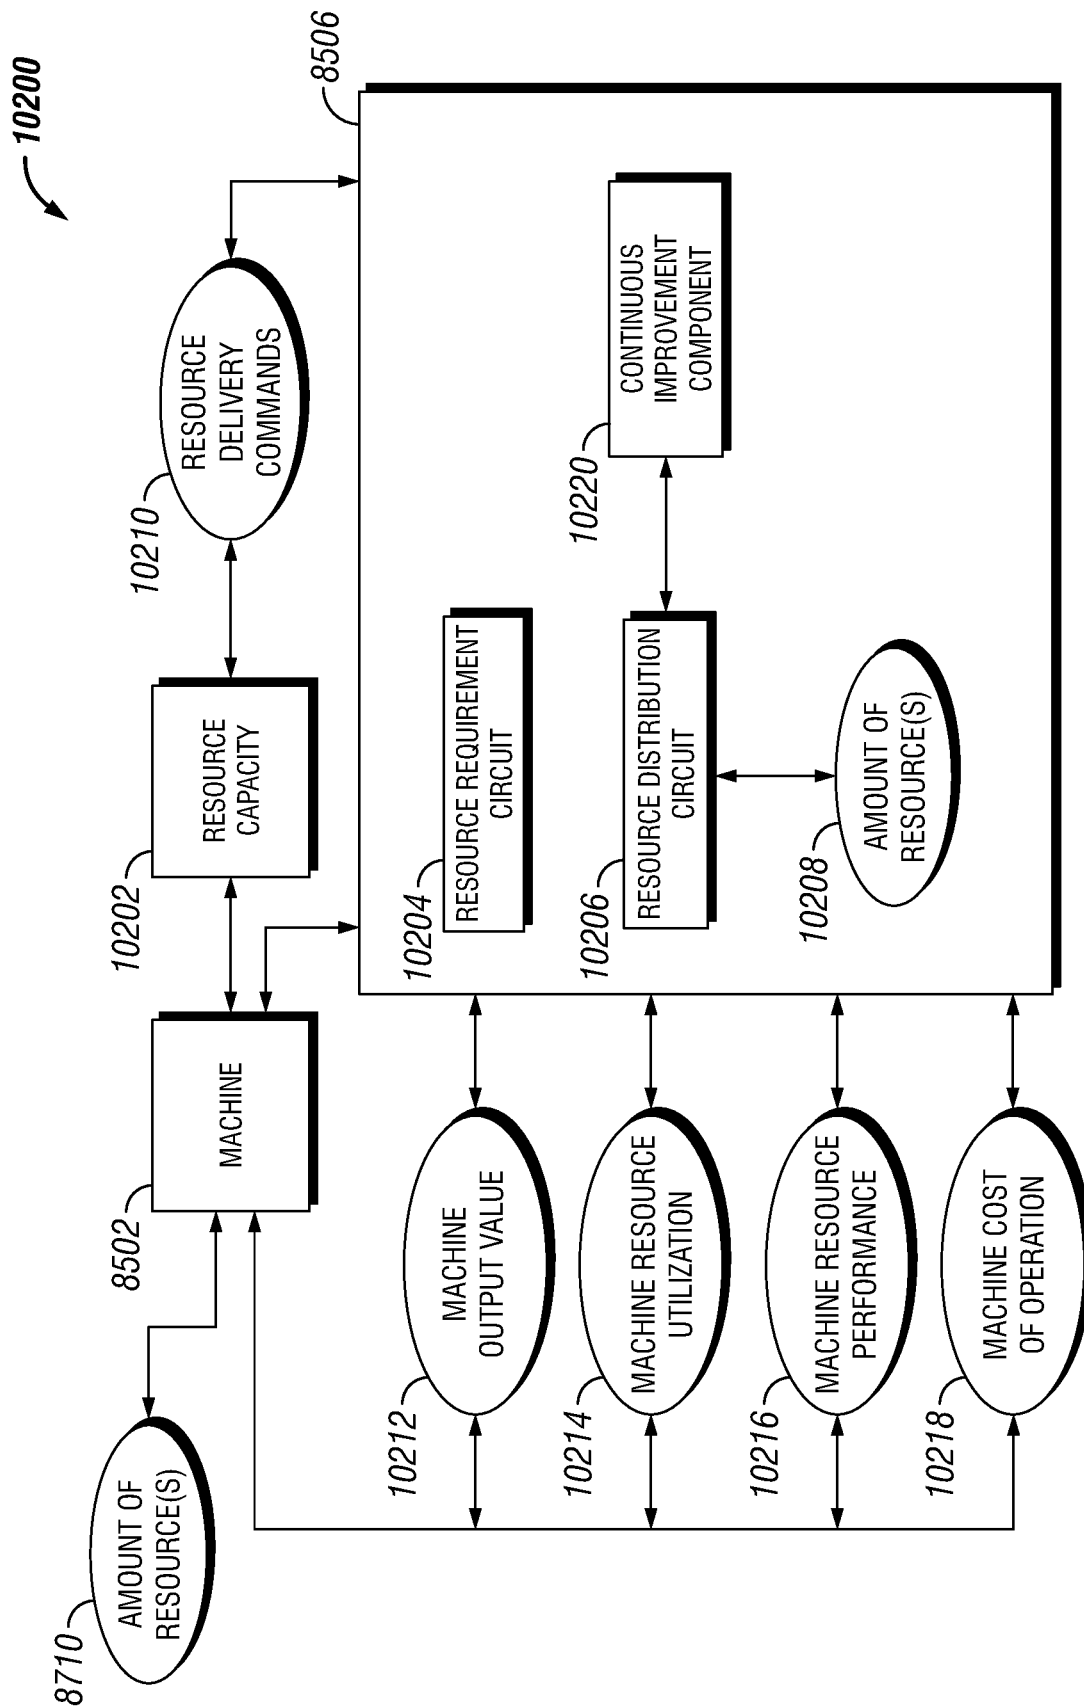 10200
8710
AMOUNT OF
RESOURCE(S)
8502
MACHINE
10202
RESOURCE
CAPACITY
10210
RESOURCE
DELIVERY
COMMANDS
8506
10212
MACHINE
OUTPUT VALUE
10214
MACHINE RESOURCE
UTILIZATION
10216
MACHINE RESOURCE
PERFORMANCE
10218
MACHINE COST
OF OPERATION
10204
RESOURCE REQUIREMENT
CIRCUIT
10206
RESOURCE DISTRIBUTION
CIRCUIT
10208
AMOUNT OF
RESOURCE(S)
10220
CONTINUOUS
IMPROVEMENT
COMPONENT